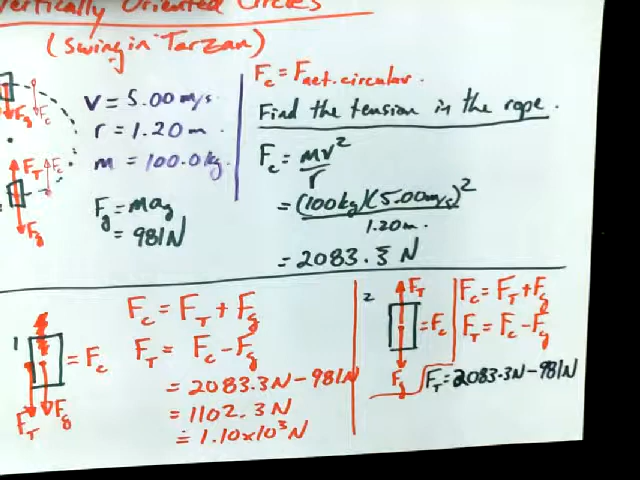 Vertically Oriented Circles
(Swing in Tarzan)
v = 5.00 m/s
r = 1.20 m
m = 100.0 kg
Fg = mag
= 981N
Fc = Fnet.circular.
Find the tension in the rope.
Fc = mv²/r
= (100kg)(5.00m/s)²
1.20m.
= 2083.3 N
Fg
Fc
FT
Fc
Fg
1
= Fc
FT
Fg
Fc = FT + Fg
FT = Fc - Fg
= 2083.3N - 981N
= 1102.3N
= 1.10x10³N
2
FT
= Fc
Fg
Fc = FT + Fg
FT = Fc - Fg
FT = 2083.3N - 981N